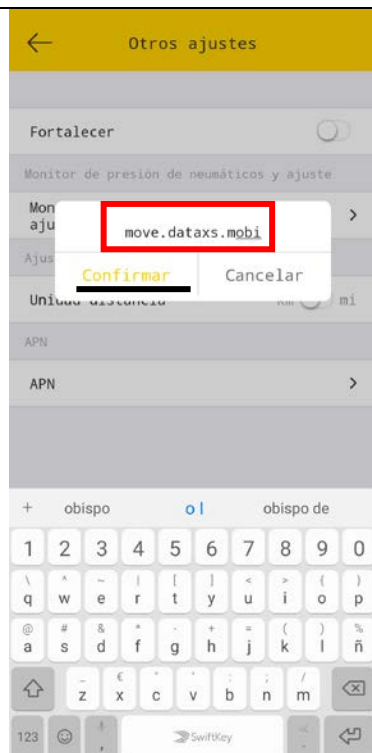 Otros ajustes
Fortalecer
Monitor de presión de neumáticos y ajuste
Mon
aju
move.dataxs.mobi
Ajus
Confirmar Cancelar
Unidad distancia Km mi
APN
APN
+ obispo o l obispo de
1 2 3 4 5 6 7 8 9 0
\ ^ ~ | [ ] < > { }
q w e r t y u i o p
@ # & * - + = ( ) %
a s d f g h j k l ñ
_ € " ' : ; /
z x c v b n m
123 , SwiftKey